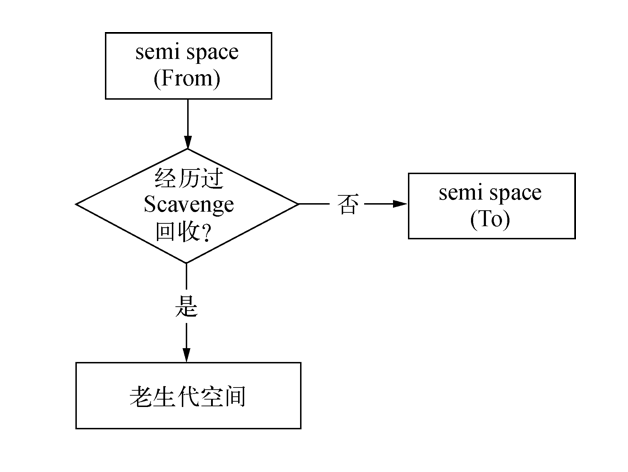 semi space
(From)
经历过
Scavenge
回收?
否
semi space
(To)
是
老生代空间